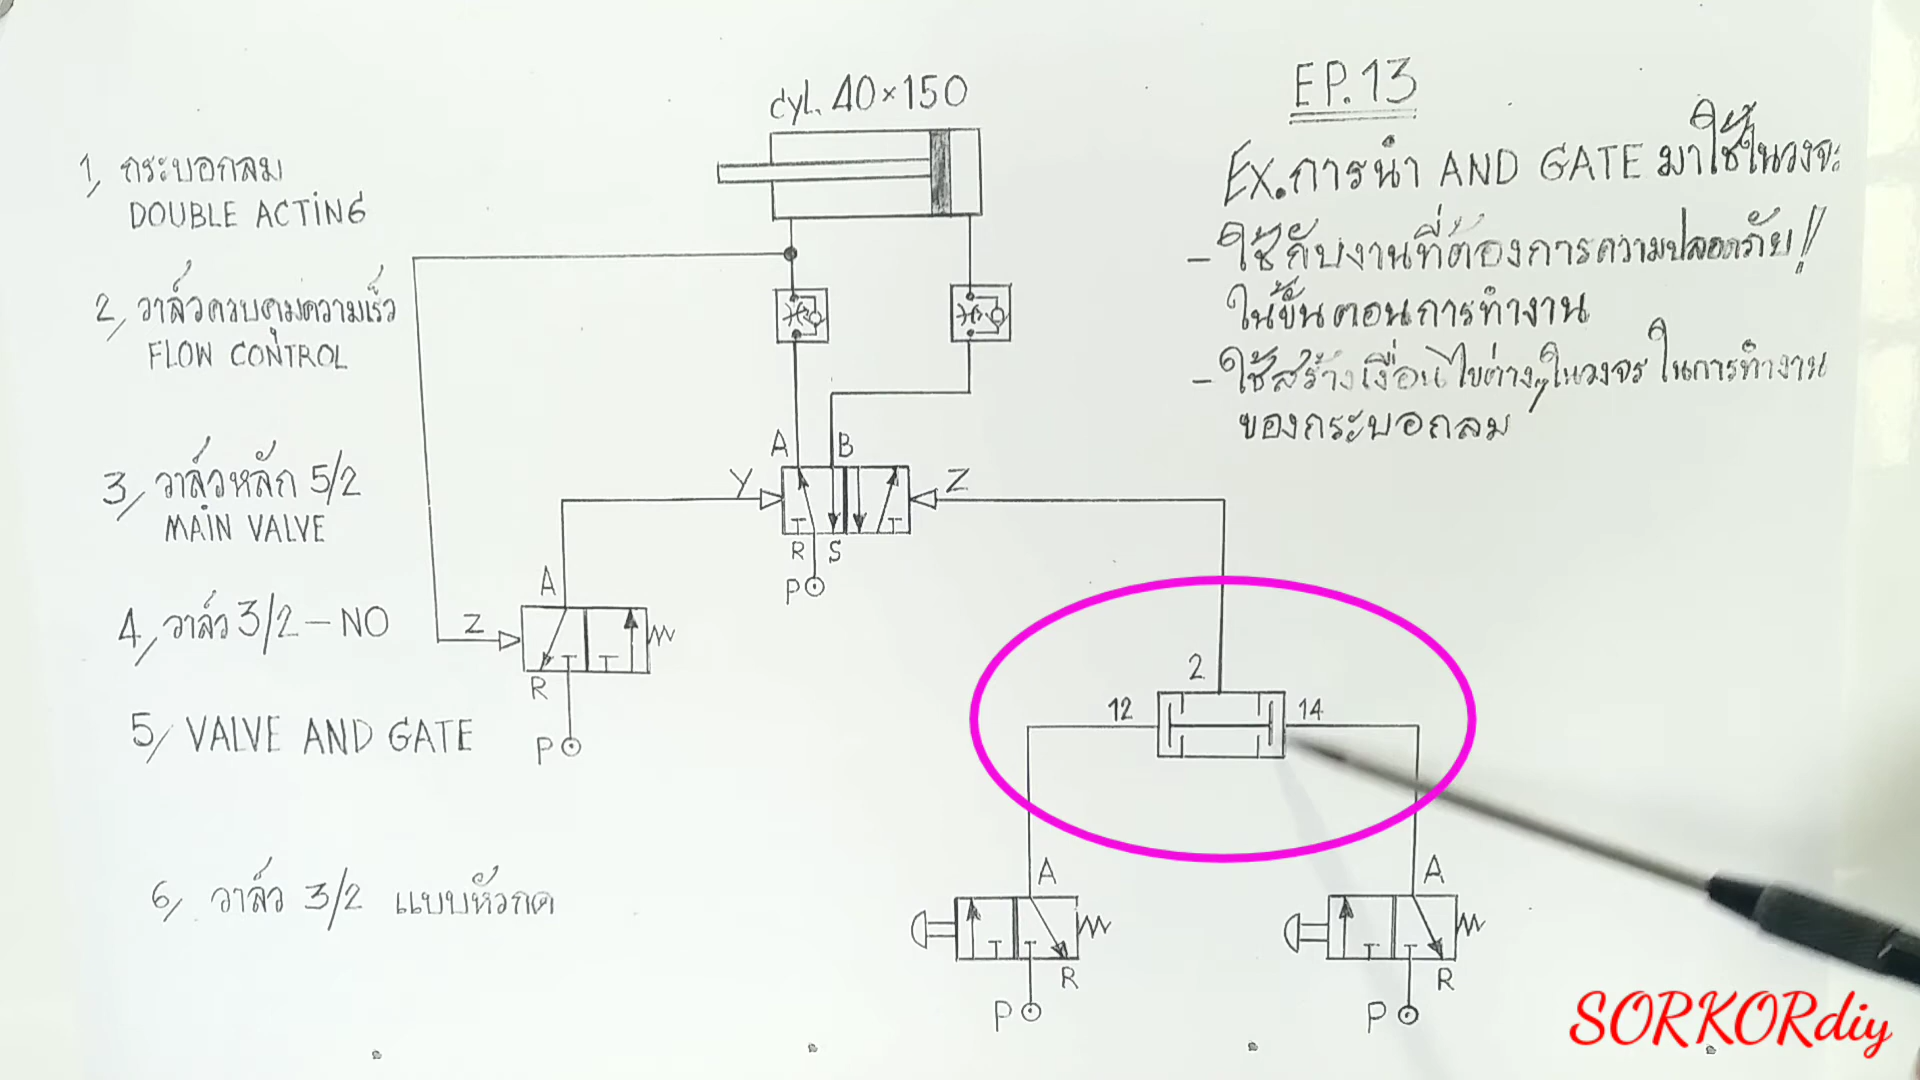 EP.13
EX. การนำ AND GATE มาใช้ในวงจร
- ใช้กับงานที่ต้องการความปลอดภัย!!
ในขั้นตอนการทำงาน
- ใช้สร้างเงื่อนไขต่างๆในวงจร ในการทำงาน
ของกระบอกลม
cyl. 40×150
1, กระบอกลม
DOUBLE ACTING
2, วาล์วควบคุมความเร็ว
FLOW CONTROL
3, วาล์วหลัก 5/2
MAIN VALVE
4, วาล์ว 3/2 - NO
5/ VALVE AND GATE
6, วาล์ว 3/2 แบบหัวกด
A B
Y Z
R S
P
A
Z
R
P
2
12 14
A
R
P
A
R
P
SORKORdiy